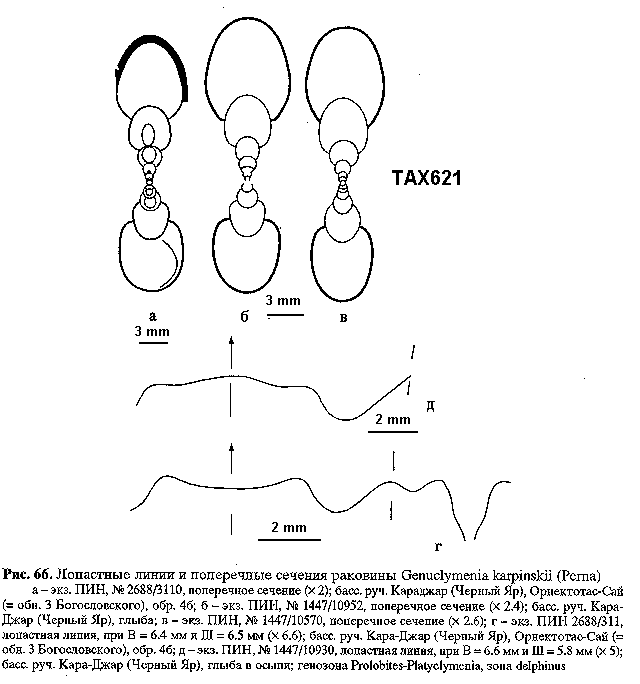 TAX621
3 mm
а
б
в
3 mm
д
2 mm
2 mm
г
Рис. 66. Лопастные линии и поперечные сечения раковины Genuclymenia karpinskii (Perna)
а – экз. ПИН, № 2688/3110, поперечное сечение (× 2); басс. руч. Караджар (Черный Яр), Орнектотас-Сай
(= обн. 3 Богословского), обр. 4б; б – экз. ПИН, № 1447/10952, поперечное сечение (× 2.4); басс. руч. Кара-
Джар (Черный Яр), глыба; в – экз. ПИН, № 1447/10570, поперечное сечение (× 2.6); г – экз. ПИН 2688/311,
лопастная линия, при В = 6.4 мм и Ш = 6.5 мм (× 6.6); басс. руч. Кара-Джар (Черный Яр), Орнектотас-Сай (=
обн. 3 Богословского), обр. 4б; д – экз. ПИН, № 1447/10930, лопастная линия, при В = 6.6 мм и Ш = 5.8 мм (× 5);
басс. руч. Кара-Джар (Черный Яр), глыба в осыпи; генозона Prolobites-Platyclymenia, зона delphinus